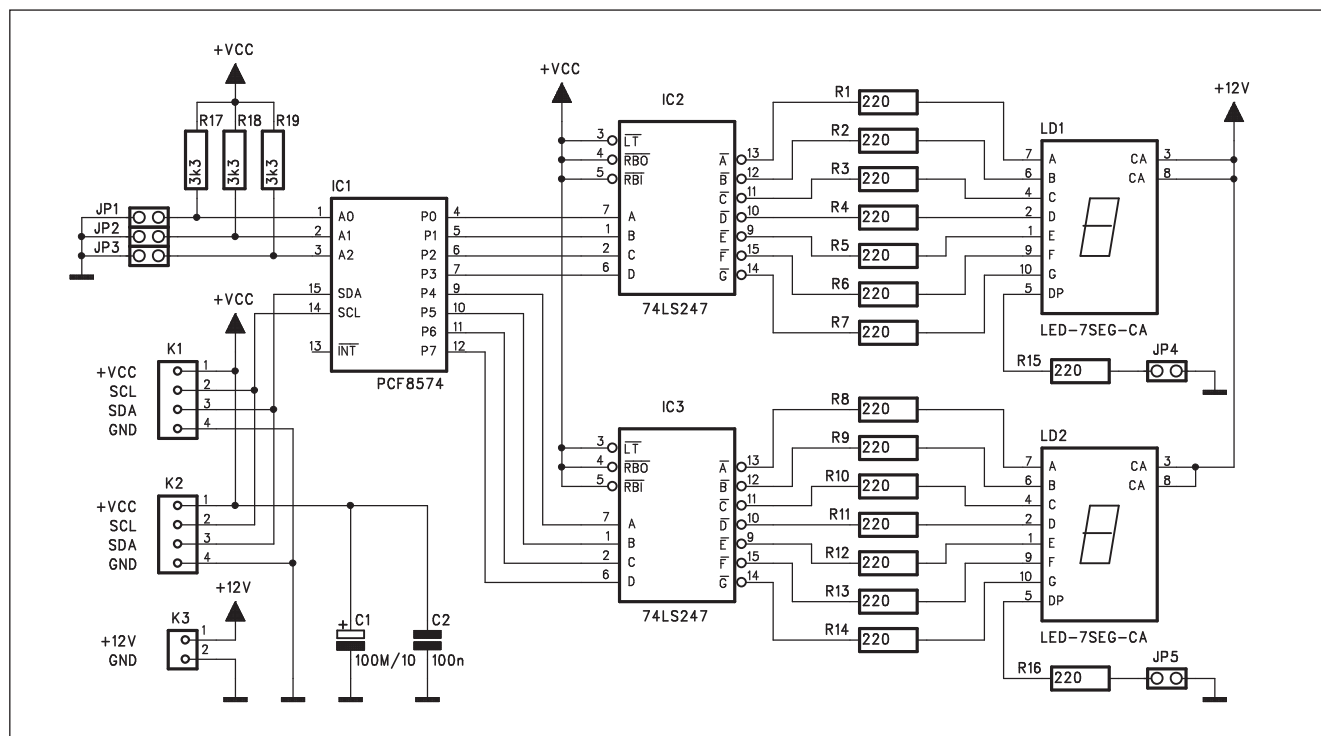 +VCC
R17
R18
R19
3k3
3k3
3k3
JP1
JP2
JP3
IC1
1 A0 P0 4
2 A1 P1 5
3 A2 P2 6
P3 7
15 SDA P4 9
14 SCL P5 10
P6 11
13 INT P7 12
PCF8574
+VCC
K1
+VCC 1
SCL 2
SDA 3
GND 4
K2
+VCC 1
SCL 2
SDA 3
GND 4
+12V
K3
+12V 1
GND 2
+ C1
100M/10
C2
100n
+VCC
IC2
3 LT
4 RBO A 13
5 RBI B 12
C 11
7 A D 10
1 B E 9
2 C F 15
6 D G 14
74LS247
R1 220
R2 220
R3 220
R4 220
R5 220
R6 220
R7 220
+12V
LD1
7 A CA 3
6 B CA 8
4 C
2 D
1 E
9 F
10 G
5 DP
LED-7SEG-CA
R15 220
JP4
IC3
3 LT
4 RBO A 13
5 RBI B 12
C 11
7 A D 10
1 B E 9
2 C F 15
6 D G 14
74LS247
R8 220
R9 220
R10 220
R11 220
R12 220
R13 220
R14 220
LD2
7 A CA 3
6 B CA 8
4 C
2 D
1 E
9 F
10 G
5 DP
LED-7SEG-CA
R16 220
JP5